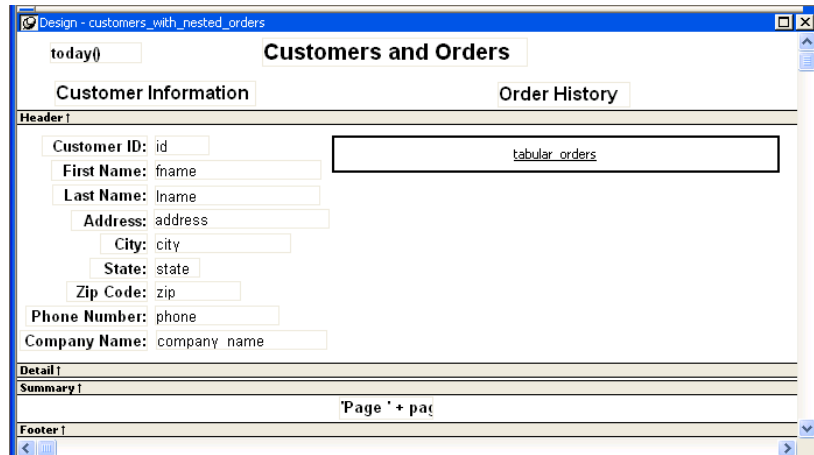 Design - customers_with_nested_orders
today()
Customers and Orders
Customer Information
Order History
Header ↑
Customer ID: id
First Name: fname
Last Name: lname
Address: address
City: city
State: state
Zip Code: zip
Phone Number: phone
Company Name: company_name
tabular_orders
Detail ↑
Summary ↑
'Page ' + pag
Footer ↑